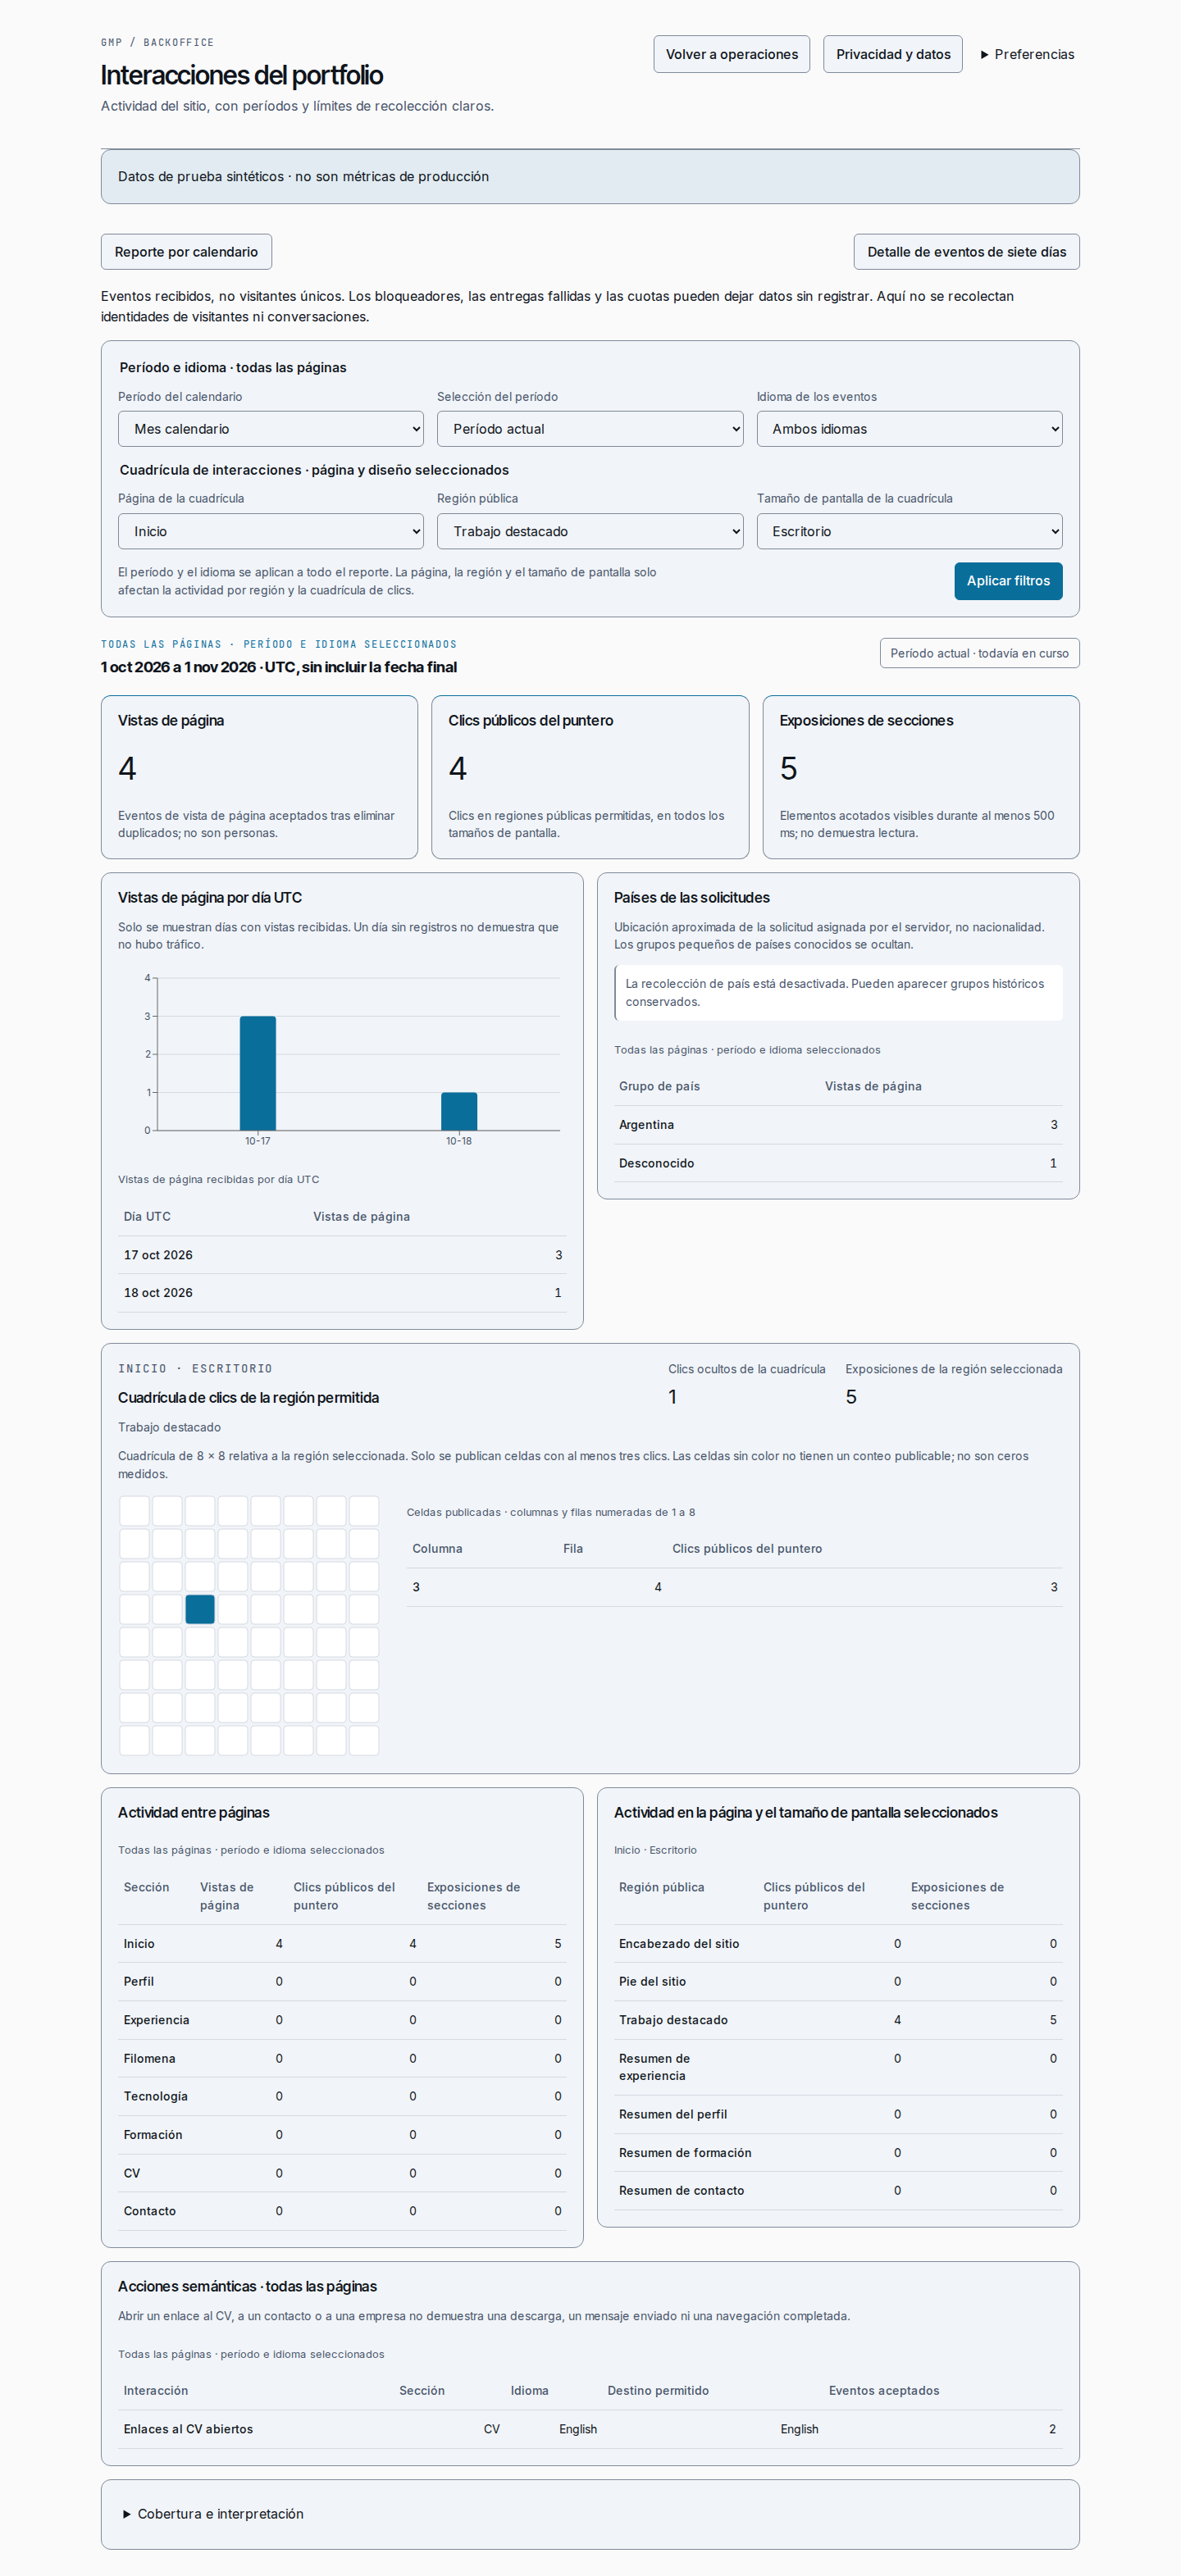 GMP / BACKOFFICE
Interacciones del portfolio
Actividad del sitio, con períodos y límites de recolección claros.
Volver a operaciones
Privacidad y datos
Preferencias
Datos de prueba sintéticos · no son métricas de producción
Reporte por calendario
Detalle de eventos de siete días
Eventos recibidos, no visitantes únicos. Los bloqueadores, las entregas fallidas y las cuotas pueden dejar datos sin registrar. Aquí no se recolectan
identidades de visitantes ni conversaciones.
Período e idioma · todas las páginas
Período del calendario
Selección del período
Idioma de los eventos
Mes calendario
Período actual
Ambos idiomas
Cuadrícula de interacciones · página y diseño seleccionados
Página de la cuadrícula
Región pública
Tamaño de pantalla de la cuadrícula
Inicio
Trabajo destacado
Escritorio
El período y el idioma se aplican a todo el reporte. La página, la región y el tamaño de pantalla solo
afectan la actividad por región y la cuadrícula de clics.
Aplicar filtros
TODAS LAS PÁGINAS · PERÍODO E IDIOMA SELECCIONADOS
1 oct 2026 a 1 nov 2026 · UTC, sin incluir la fecha final
Período actual · todavía en curso
Vistas de página
4
Eventos de vista de página aceptados tras eliminar
duplicados; no son personas.
Clics públicos del puntero
4
Clics en regiones públicas permitidas, en todos los
tamaños de pantalla.
Exposiciones de secciones
5
Elementos acotados visibles durante al menos 500
ms; no demuestra lectura.
Vistas de página por día UTC
Solo se muestran días con vistas recibidas. Un día sin registros no demuestra que
no hubo tráfico.
4
3
2
1
0
10-17
10-18
Vistas de página recibidas por día UTC
Día UTC Vistas de página
17 oct 2026 3
18 oct 2026 1
Países de las solicitudes
Ubicación aproximada de la solicitud asignada por el servidor, no nacionalidad.
Los grupos pequeños de países conocidos se ocultan.
La recolección de país está desactivada. Pueden aparecer grupos históricos
conservados.
Todas las páginas · período e idioma seleccionados
Grupo de país Vistas de página
Argentina 3
Desconocido 1
INICIO · ESCRITORIO
Cuadrícula de clics de la región permitida
Trabajo destacado
Clics ocultos de la cuadrícula
1
Exposiciones de la región seleccionada
5
Cuadrícula de 8 × 8 relativa a la región seleccionada. Solo se publican celdas con al menos tres clics. Las celdas sin color no tienen un conteo publicable; no son ceros
medidos.
Celdas publicadas · columnas y filas numeradas de 1 a 8
Columna Fila Clics públicos del puntero
3 4 3
Actividad entre páginas
Todas las páginas · período e idioma seleccionados
Sección Vistas de página Clics públicos del puntero Exposiciones de secciones
Inicio 4 4 5
Perfil 0 0 0
Experiencia 0 0 0
Filomena 0 0 0
Tecnología 0 0 0
Formación 0 0 0
CV 0 0 0
Contacto 0 0 0
Actividad en la página y el tamaño de pantalla seleccionados
Inicio · Escritorio
Región pública Clics públicos del puntero Exposiciones de secciones
Encabezado del sitio 0 0
Pie del sitio 0 0
Trabajo destacado 4 5
Resumen de experiencia 0 0
Resumen del perfil 0 0
Resumen de formación 0 0
Resumen de contacto 0 0
Acciones semánticas · todas las páginas
Abrir un enlace al CV, a un contacto o a una empresa no demuestra una descarga, un mensaje enviado ni una navegación completada.
Todas las páginas · período e idioma seleccionados
Interacción Sección Idioma Destino permitido Eventos aceptados
Enlaces al CV abiertos CV English English 2
Cobertura e interpretación